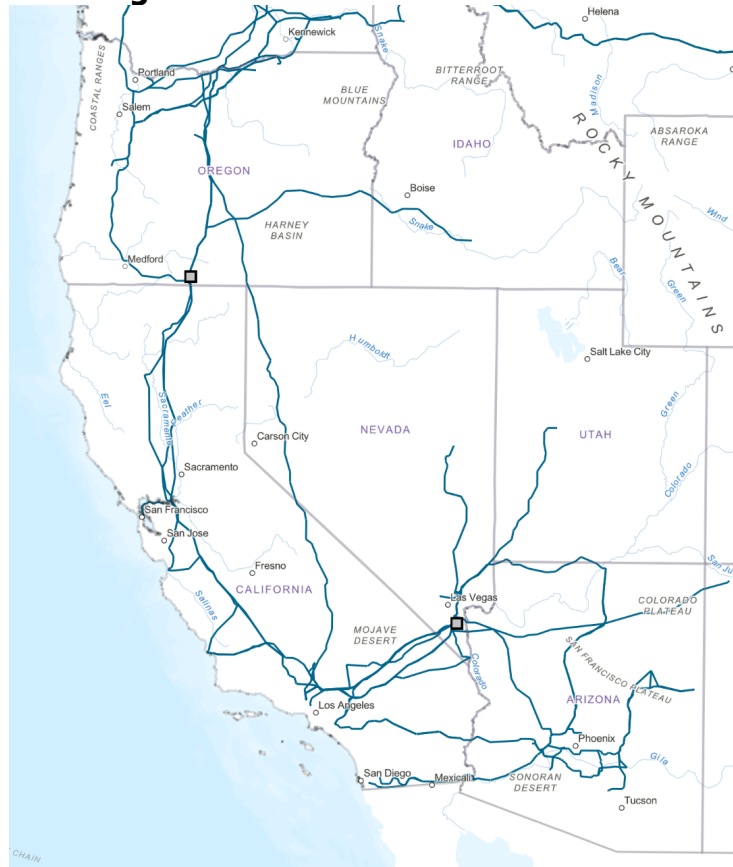 g
Helena
Kennewick
Snake
COASTAL RANGES
Portland
BITTERROOT
RANGE
Madison
BLUE
MOUNTAINS
Salem
ROCKY MOUNTAINS
ABSAROKA
RANGE
IDAHO
OREGON
Boise
Wind
HARNEY
BASIN
Snake
Medford
Bear
Green
Humboldt
Salt Lake City
Eel
Sacramento
Feather
Green
NEVADA
UTAH
Carson City
Sacramento
Colorado
San Francisco
San Jose
San Ju
Fresno
CALIFORNIA
Salinas
Las Vegas
COLORADO
PLATEAU
MOJAVE
DESERT
SAN FRANCISCO PLATEAU
Colorado
ARIZONA
Los Angeles
Phoenix
Gila
San Diego
Mexicali
SONORAN
DESERT
Tucson
CHAIN